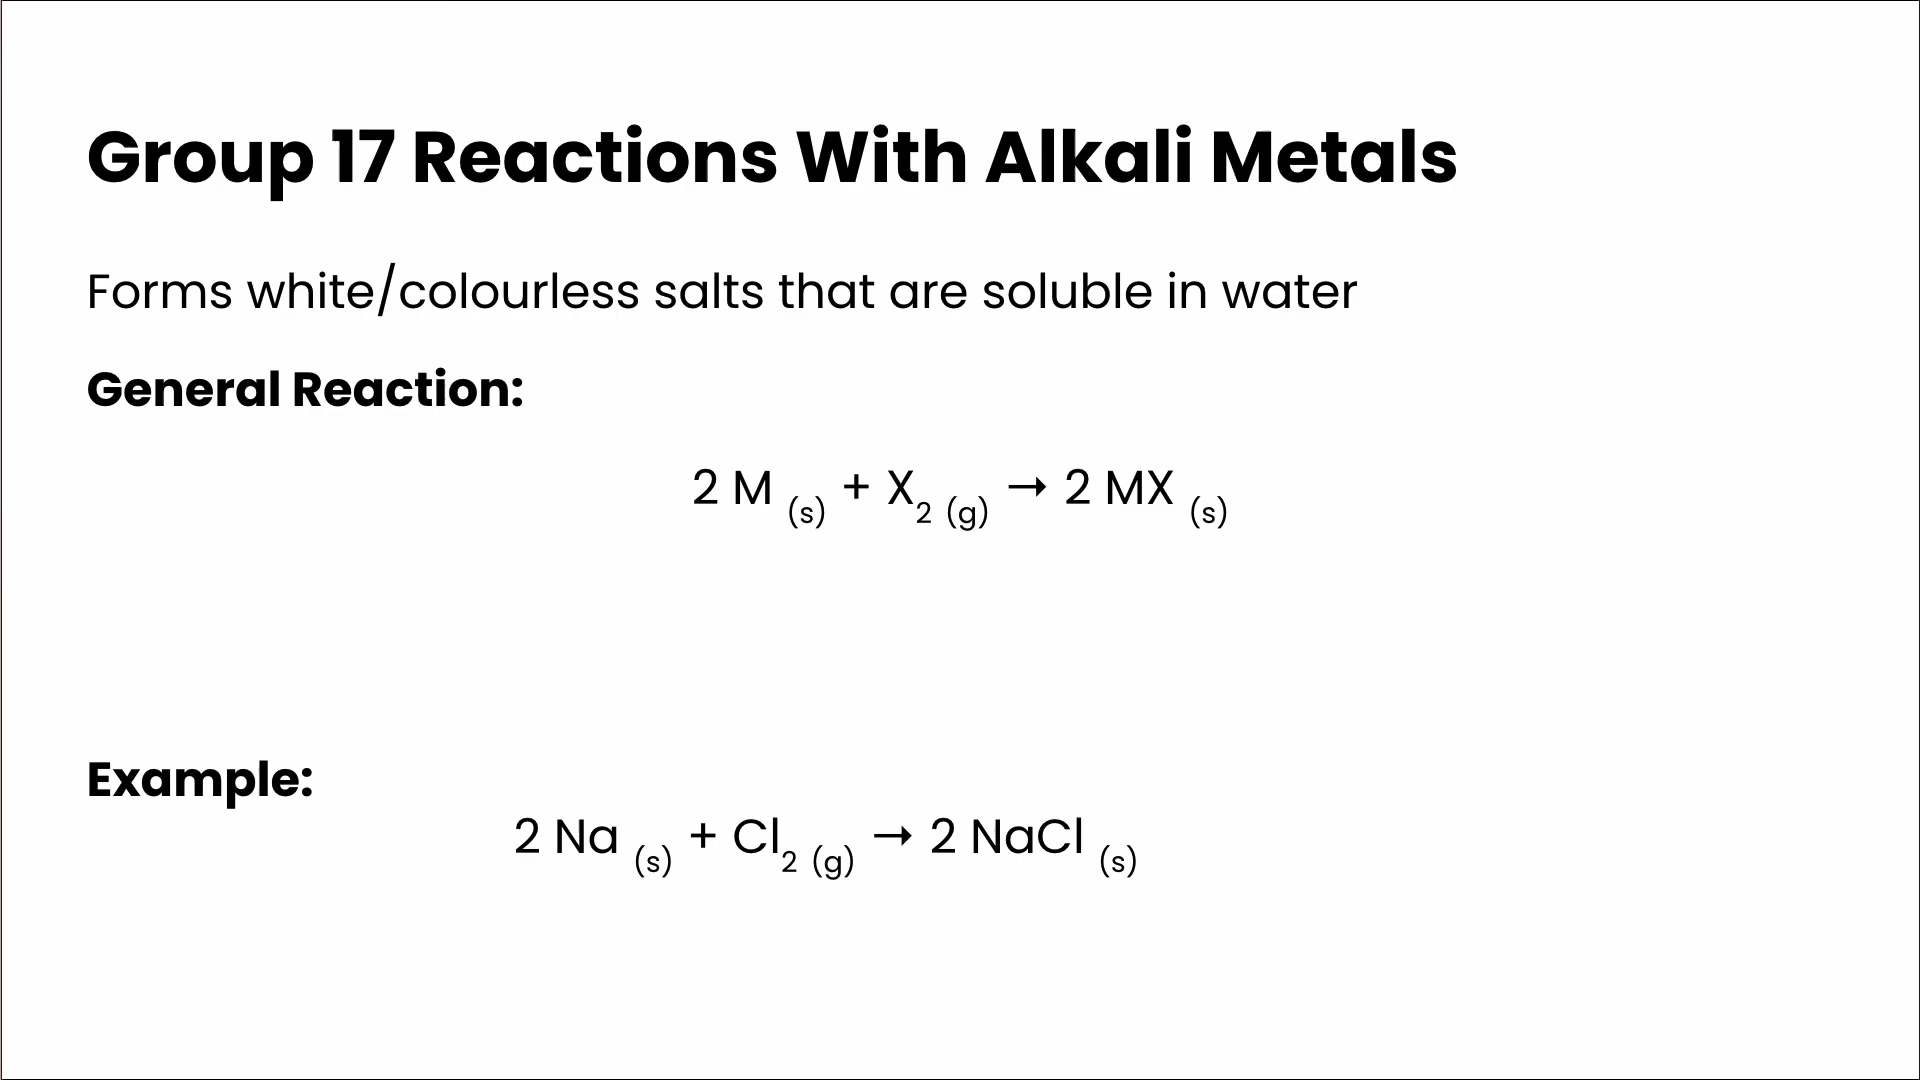 Group 17 Reactions With Alkali Metals
Forms white/colourless salts that are soluble in water
General Reaction:
2 M (s) + X2 (g) → 2 MX (s)
Example:
2 Na (s) + Cl2 (g) → 2 NaCl (s)